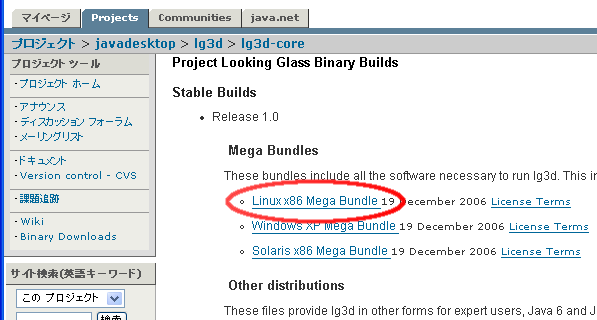 マイページ Projects Communities java.net
プロジェクト > javadesktop > lg3d > lg3d-core
プロジェクト ツール
・プロジェクト ホーム
・アナウンス
・ディスカッション フォーラム
・メーリングリスト
・ドキュメント
・Version control - CVS
・課題追跡
・Wiki
・Binary Downloads
サイト検索(英語キーワード)
この プロジェクト
検索
Project Looking Glass Binary Builds
Stable Builds
• Release 1.0
Mega Bundles
These bundles include all the software necessary to run lg3d. This in
Linux x86 Mega Bundle 19 December 2006 License Terms
Windows XP Mega Bundle 19 December 2006 License Terms
Solaris x86 Mega Bundle 19 December 2006 License Terms
Other distributions
These files provide lg3d in other forms for expert users, Java 6 and J